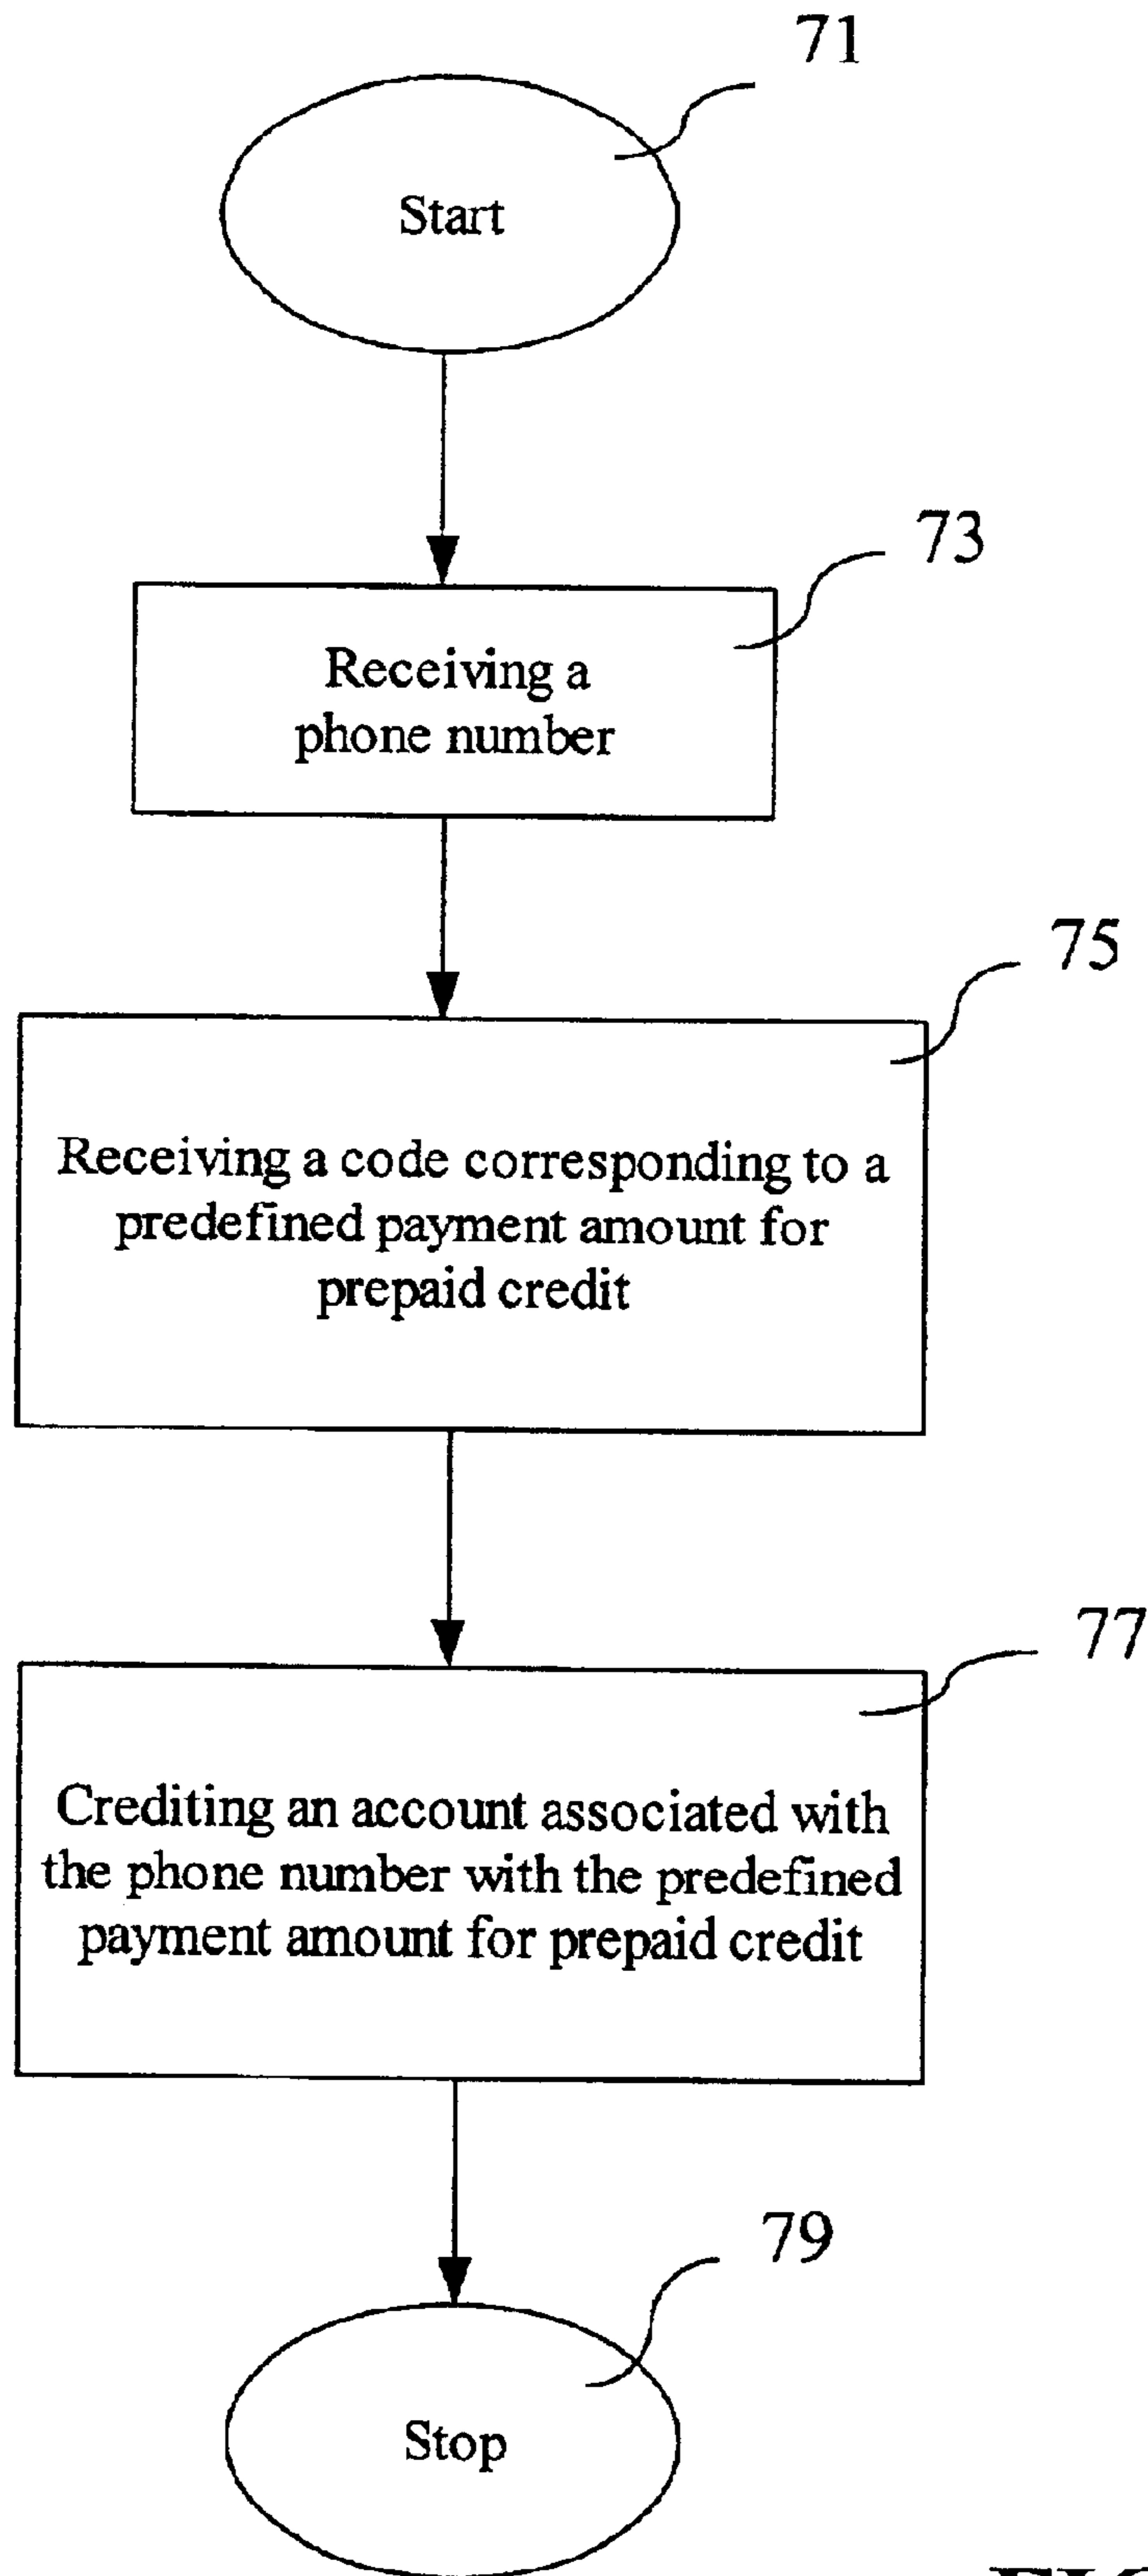 71
Start
73
Receiving a
phone number
75
Receiving a code corresponding to a
predefined payment amount for
prepaid credit
77
Crediting an account associated with
the phone number with the predefined
payment amount for prepaid credit
79
Stop